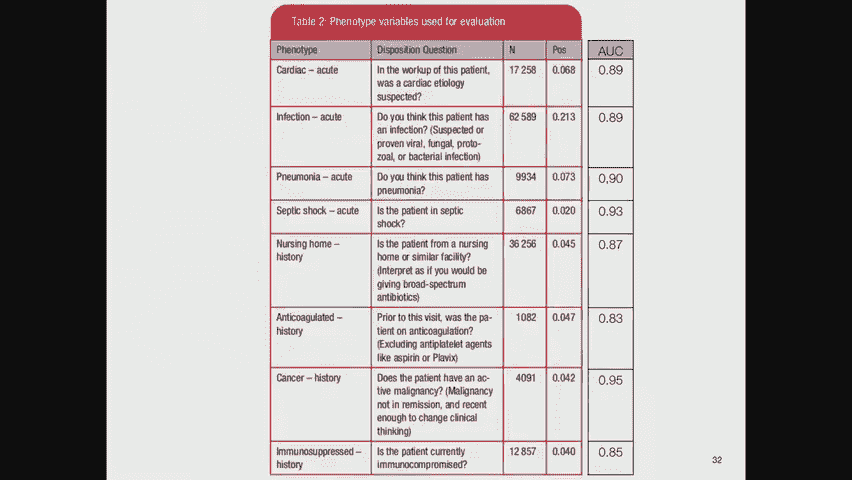 Table 2: Phenotype variables used for evaluation
Phenotype Disposition Question N Pos AUC
Cardiac – acute In the workup of this patient, 17 258 0.068 0.89
was a cardiac etiology
suspected?
Infection – acute Do you think this patient has 62 589 0.213 0.89
an infection? (Suspected or
proven viral, fungal, proto-
zoal, or bacterial infection)
Pneumonia – acute Do you think this patient has 9934 0.073 0,90
pneumonia?
Septic shock – acute Is the patient in septic 6867 0.020 0.93
shock?
Nursing home – Is the patient from a nursing 36 256 0.045 0.87
history home or similar facility?
(Interpret as if you would be
giving broad-spectrum
antibiotics)
Anticoagulated – Prior to this visit, was the pa- 1082 0.047 0.83
history tient on anticoagulation?
(Excluding antiplatelet agents
like aspirin or Plavix)
Cancer – history Does the patient have an ac- 4091 0.042 0.95
tive malignancy? (Malignancy
not in remission, and recent
enough to change clinical
thinking)
Immunosuppressed – Is the patient currently 12 857 0.040 0.85
history immunocompromised?
32